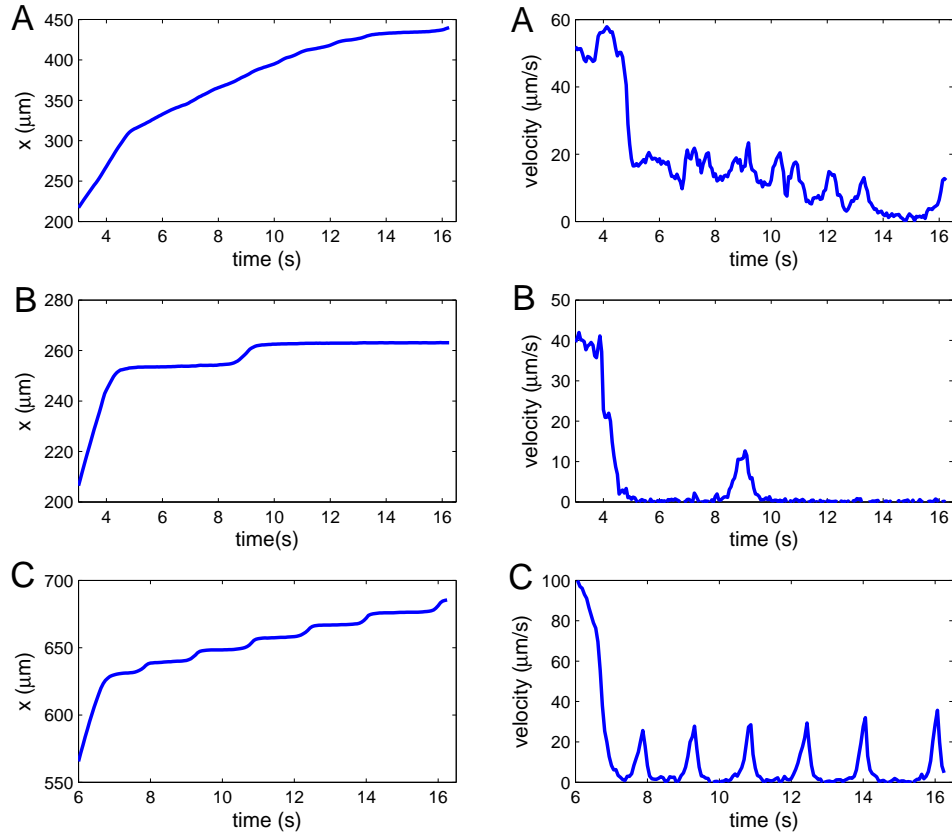 A
450
400
350
300
250
200
x (μm)
4 6 8 10 12 14 16
time (s)
A
60
40
20
0
velocity (μm/s)
4 6 8 10 12 14 16
time (s)
B
280
260
240
220
200
x (μm)
4 6 8 10 12 14 16
time(s)
B
50
40
30
20
10
0
velocity (μm/s)
4 6 8 10 12 14 16
time (s)
C
700
650
600
550
x (μm)
6 8 10 12 14 16
time (s)
C
100
80
60
40
20
0
velocity (μm/s)
6 8 10 12 14 16
time (s)